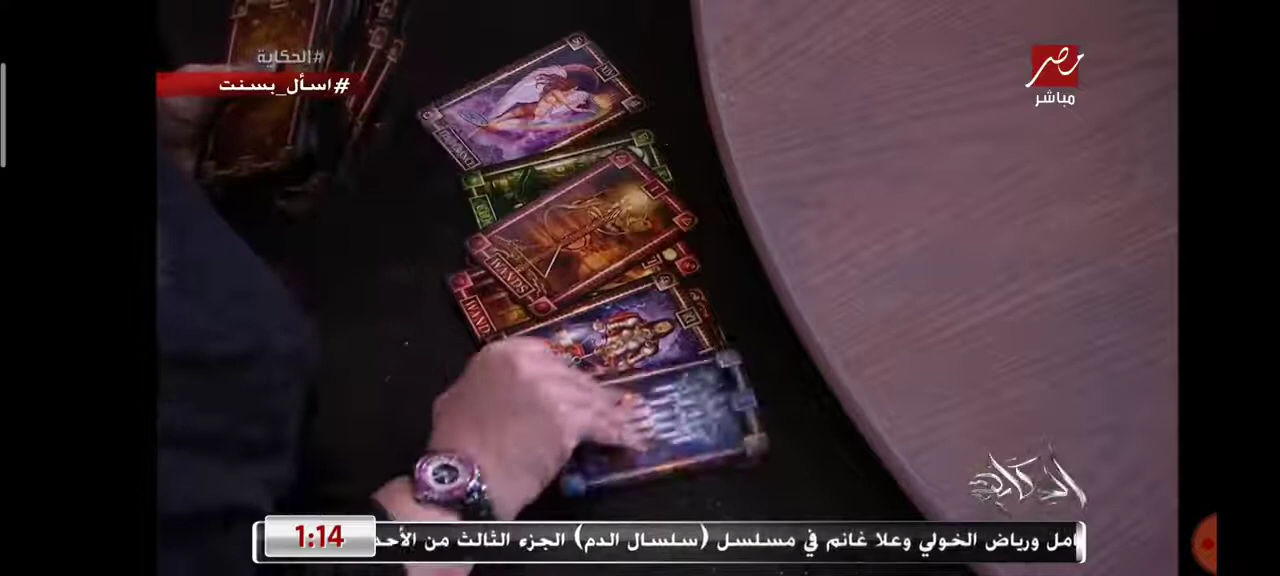 #الحكاية
#اسأل_بسنت
مصر
مباشر
WANDS
WAND
الحكاية
1:14
امل ورياض الخولي وعلا غانم في مسلسل (سلسال الدم) الجزء الثالث من الأحد